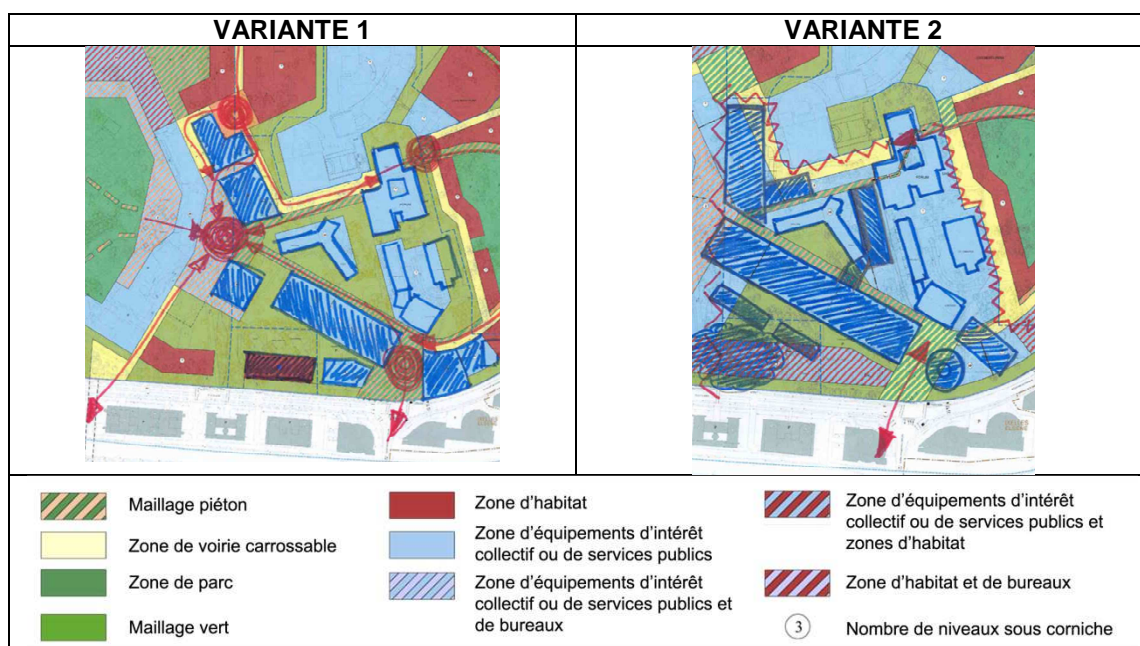 VARIANTE 1
VARIANTE 2
Maillage piéton
Zone de voirie carrossable
Zone de parc
Maillage vert
Zone d'habitat
Zone d'équipements d'intérêt
collectif ou de services publics
Zone d'équipements d'intérêt
collectif ou de services publics et
de bureaux
Zone d'équipements d'intérêt
collectif ou de services publics et
zones d'habitat
Zone d'habitat et de bureaux
3
Nombre de niveaux sous corniche